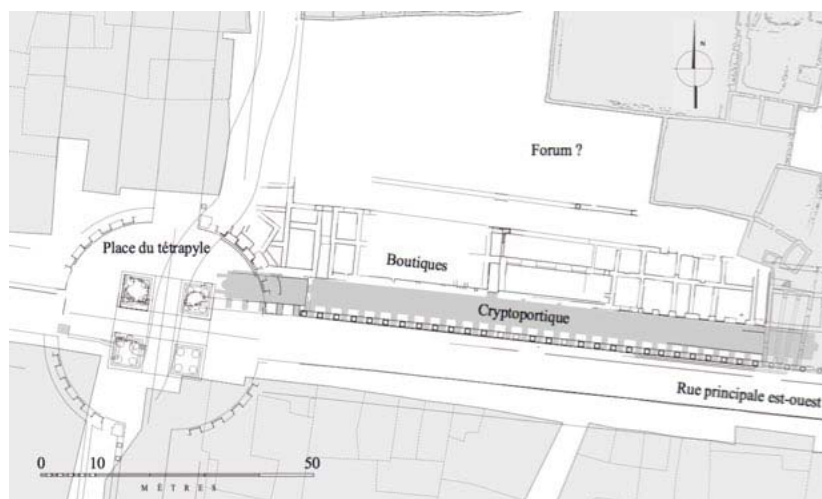 N
Forum ?
Place du tétrapyle
Boutiques
Cryptoportique
Rue principale est-ouest
0 10 50
MÈTRES